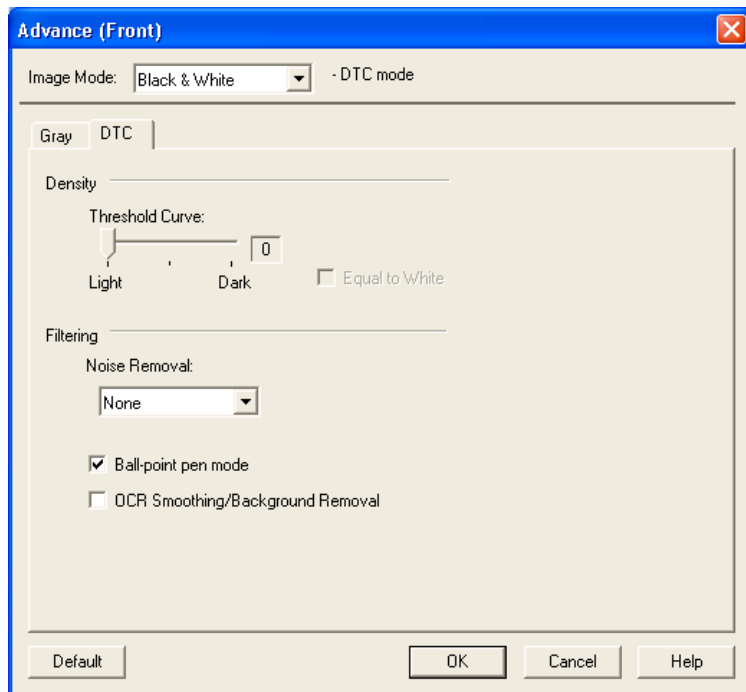 Advance (Front)
Image Mode: Black & White - DTC mode
Gray DTC
Density
Threshold Curve:
0
Light Dark Equal to White
Filtering
Noise Removal:
None
Ball-point pen mode
OCR Smoothing/Background Removal
Default OK Cancel Help